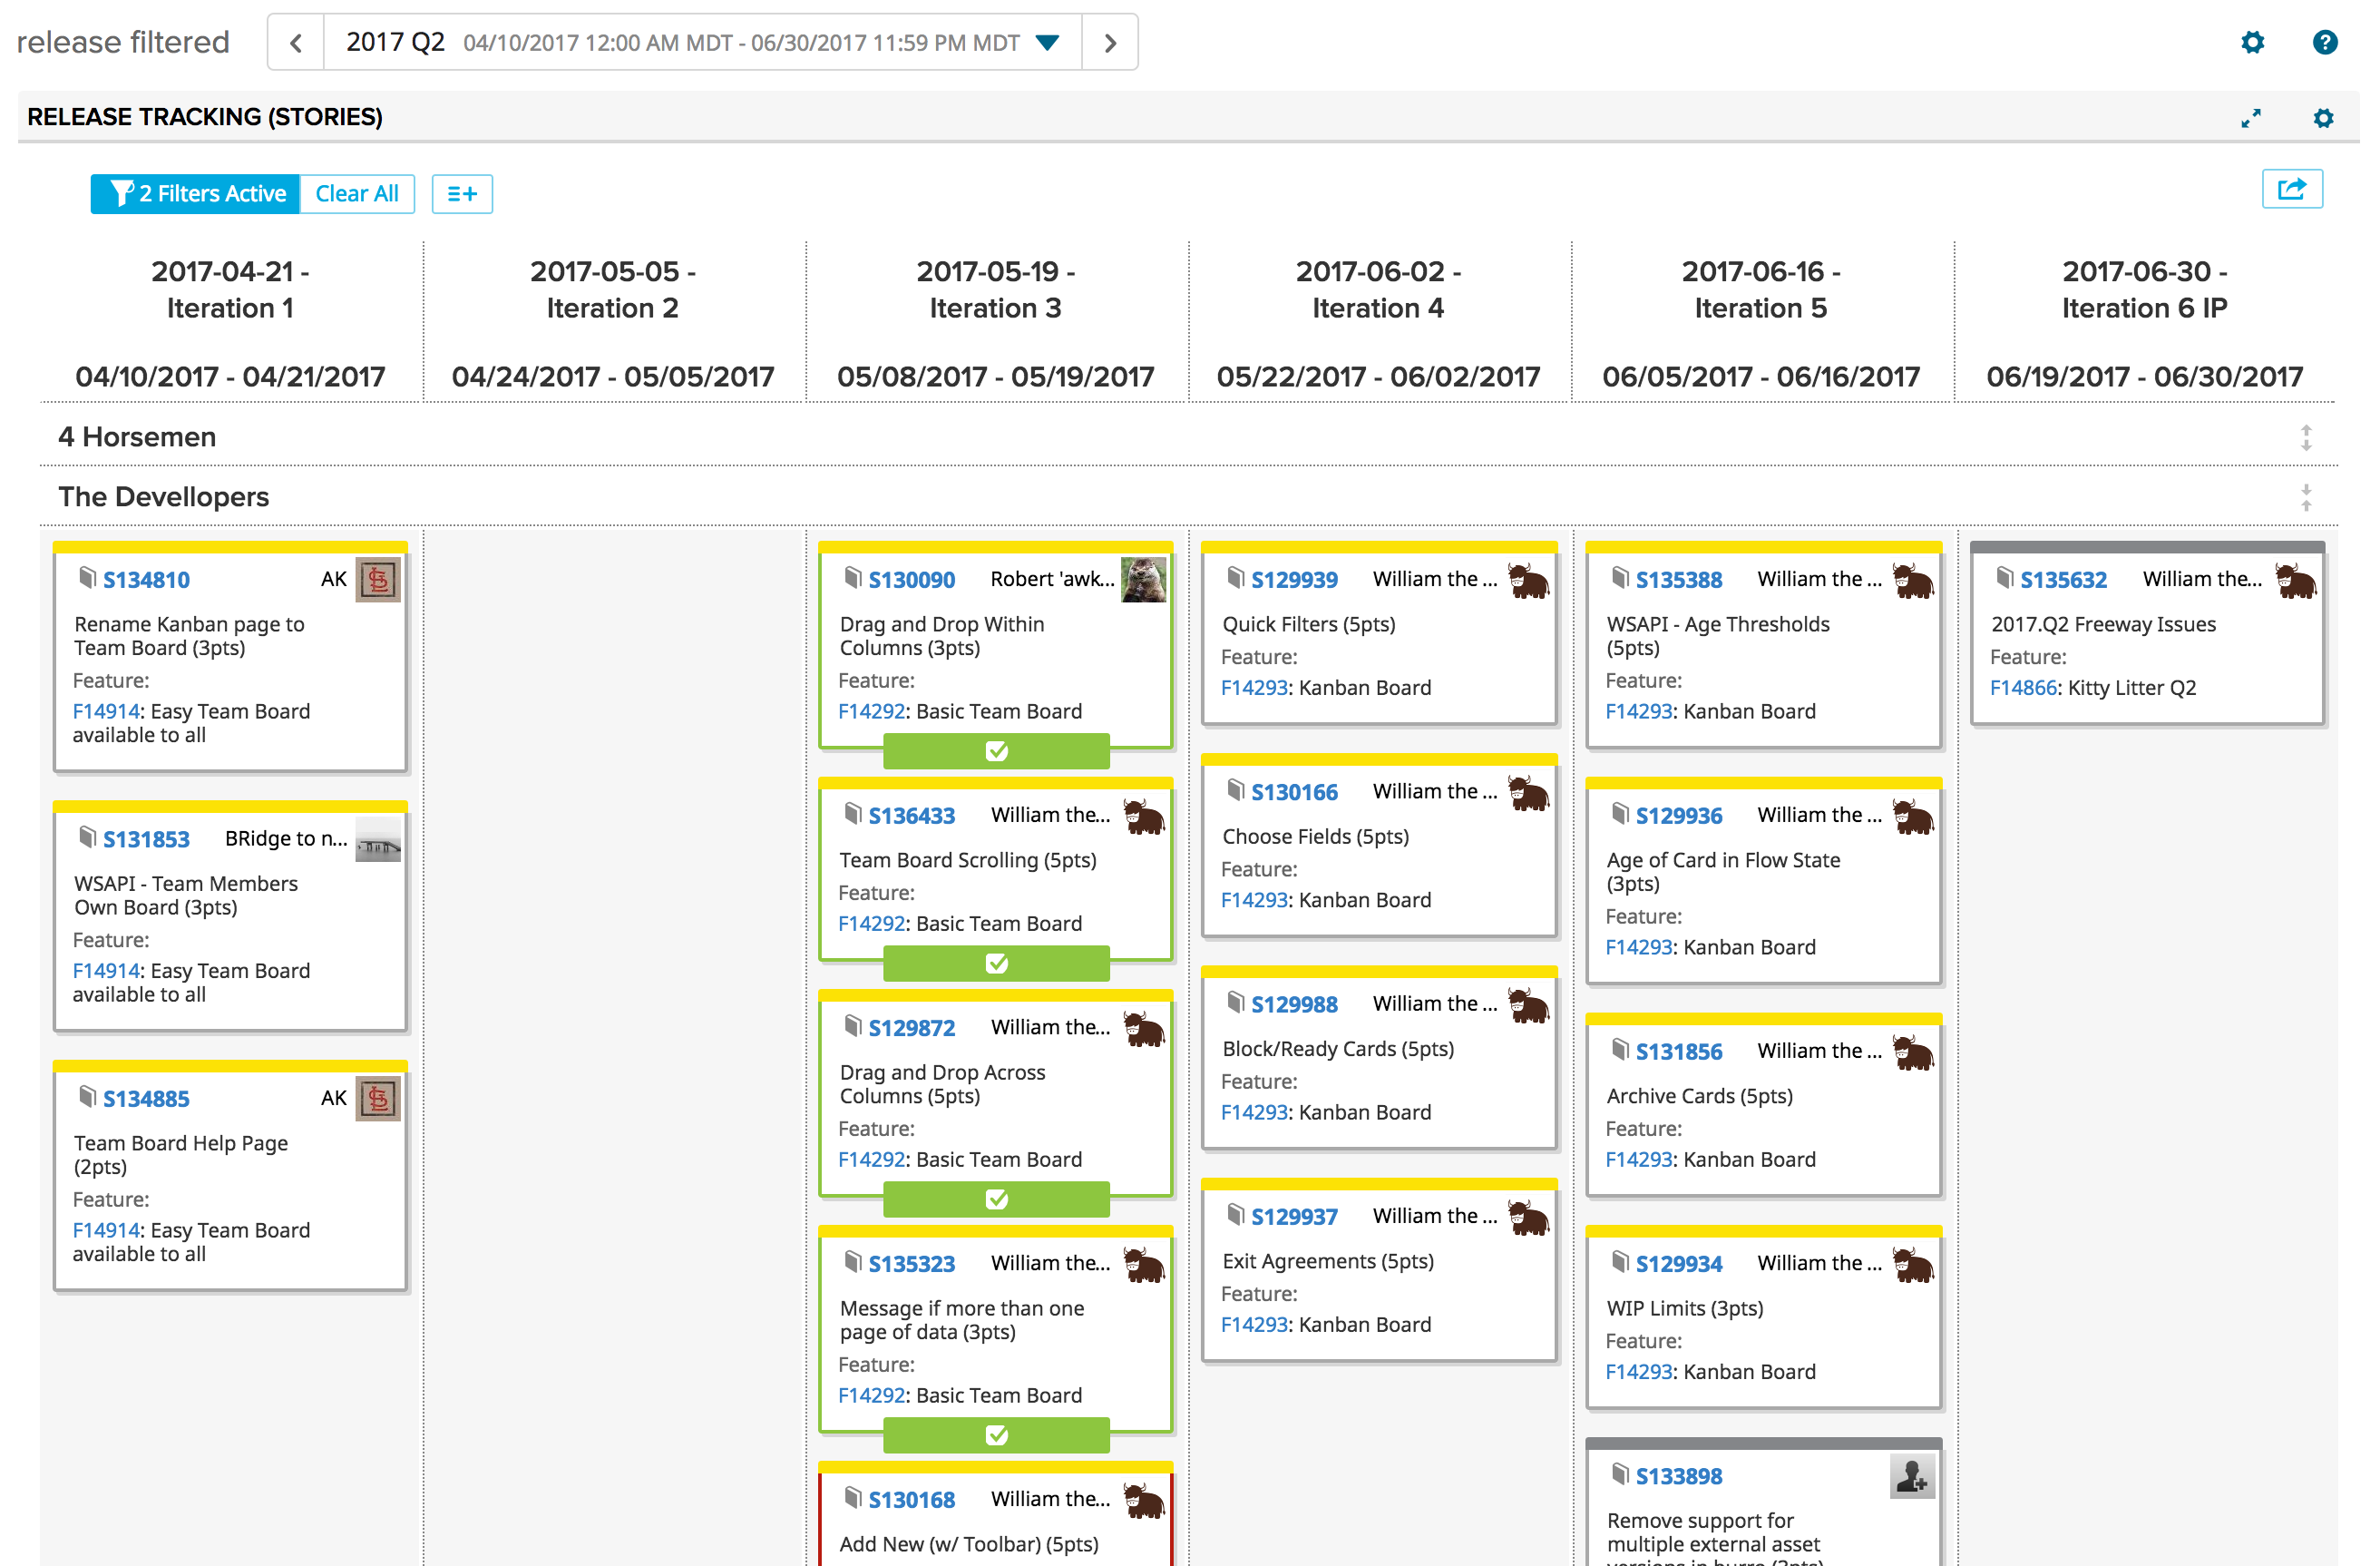 release filtered
2017 Q2 04/10/2017 12:00 AM MDT - 06/30/2017 11:59 PM MDT
RELEASE TRACKING (STORIES)
2 Filters Active Clear All
2017-04-21 -
Iteration 1
04/10/2017 - 04/21/2017
2017-05-05 -
Iteration 2
04/24/2017 - 05/05/2017
2017-05-19 -
Iteration 3
05/08/2017 - 05/19/2017
2017-06-02 -
Iteration 4
05/22/2017 - 06/02/2017
2017-06-16 -
Iteration 5
06/05/2017 - 06/16/2017
2017-06-30 -
Iteration 6 IP
06/19/2017 - 06/30/2017
4 Horsemen
The Devellopers
S134810 AK
Rename Kanban page to
Team Board (3pts)
Feature:
F14914: Easy Team Board
available to all
S131853 BRidge to n...
WSAPI - Team Members
Own Board (3pts)
Feature:
F14914: Easy Team Board
available to all
S134885 AK
Team Board Help Page
(2pts)
Feature:
F14914: Easy Team Board
available to all
S130090 Robert 'awk...
Drag and Drop Within
Columns (3pts)
Feature:
F14292: Basic Team Board
S136433 William the...
Team Board Scrolling (5pts)
Feature:
F14292: Basic Team Board
S129872 William the...
Drag and Drop Across
Columns (5pts)
Feature:
F14292: Basic Team Board
S135323 William the...
Message if more than one
page of data (3pts)
Feature:
F14292: Basic Team Board
S130168 William the...
Add New (w/ Toolbar) (5pts)
S129939 William the ...
Quick Filters (5pts)
Feature:
F14293: Kanban Board
S130166 William the ...
Choose Fields (5pts)
Feature:
F14293: Kanban Board
S129988 William the ...
Block/Ready Cards (5pts)
Feature:
F14293: Kanban Board
S129937 William the ...
Exit Agreements (5pts)
Feature:
F14293: Kanban Board
S135388 William the ...
WSAPI - Age Thresholds
(5pts)
Feature:
F14293: Kanban Board
S129936 William the ...
Age of Card in Flow State
(3pts)
Feature:
F14293: Kanban Board
S131856 William the ...
Archive Cards (5pts)
Feature:
F14293: Kanban Board
S129934 William the ...
WIP Limits (3pts)
Feature:
F14293: Kanban Board
S133898
Remove support for
multiple external asset
S135632 William the...
2017.Q2 Freeway Issues
Feature:
F14866: Kitty Litter Q2